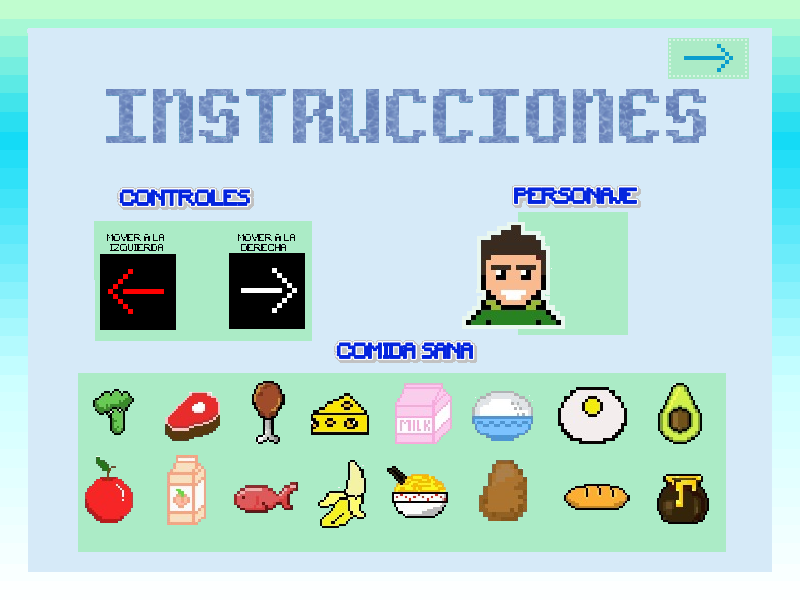 INSTRUCCIONES
CONTROLES
PERSONAJE
MOVER A LA
IZQUIERDA
MOVER A LA
DERECHA
COMIDA SANA
MILK